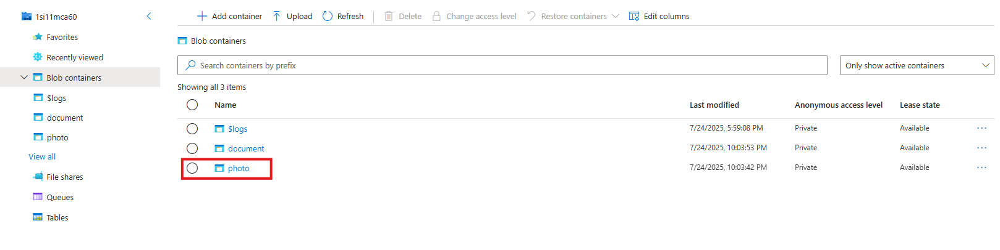 1si11mca60
Favorites
Recently viewed
Blob containers
$logs
document
photo
View all
File shares
Queues
Tables
Add container Upload Refresh Delete Change access level Restore containers Edit columns
Blob containers
Search containers by prefix Only show active containers
Showing all 3 items
Name Last modified Anonymous access level Lease state
$logs 7/24/2025, 5:59:08 PM Private Available ...
document 7/24/2025, 10:03:53 PM Private Available ...
photo 7/24/2025, 10:03:42 PM Private Available ...